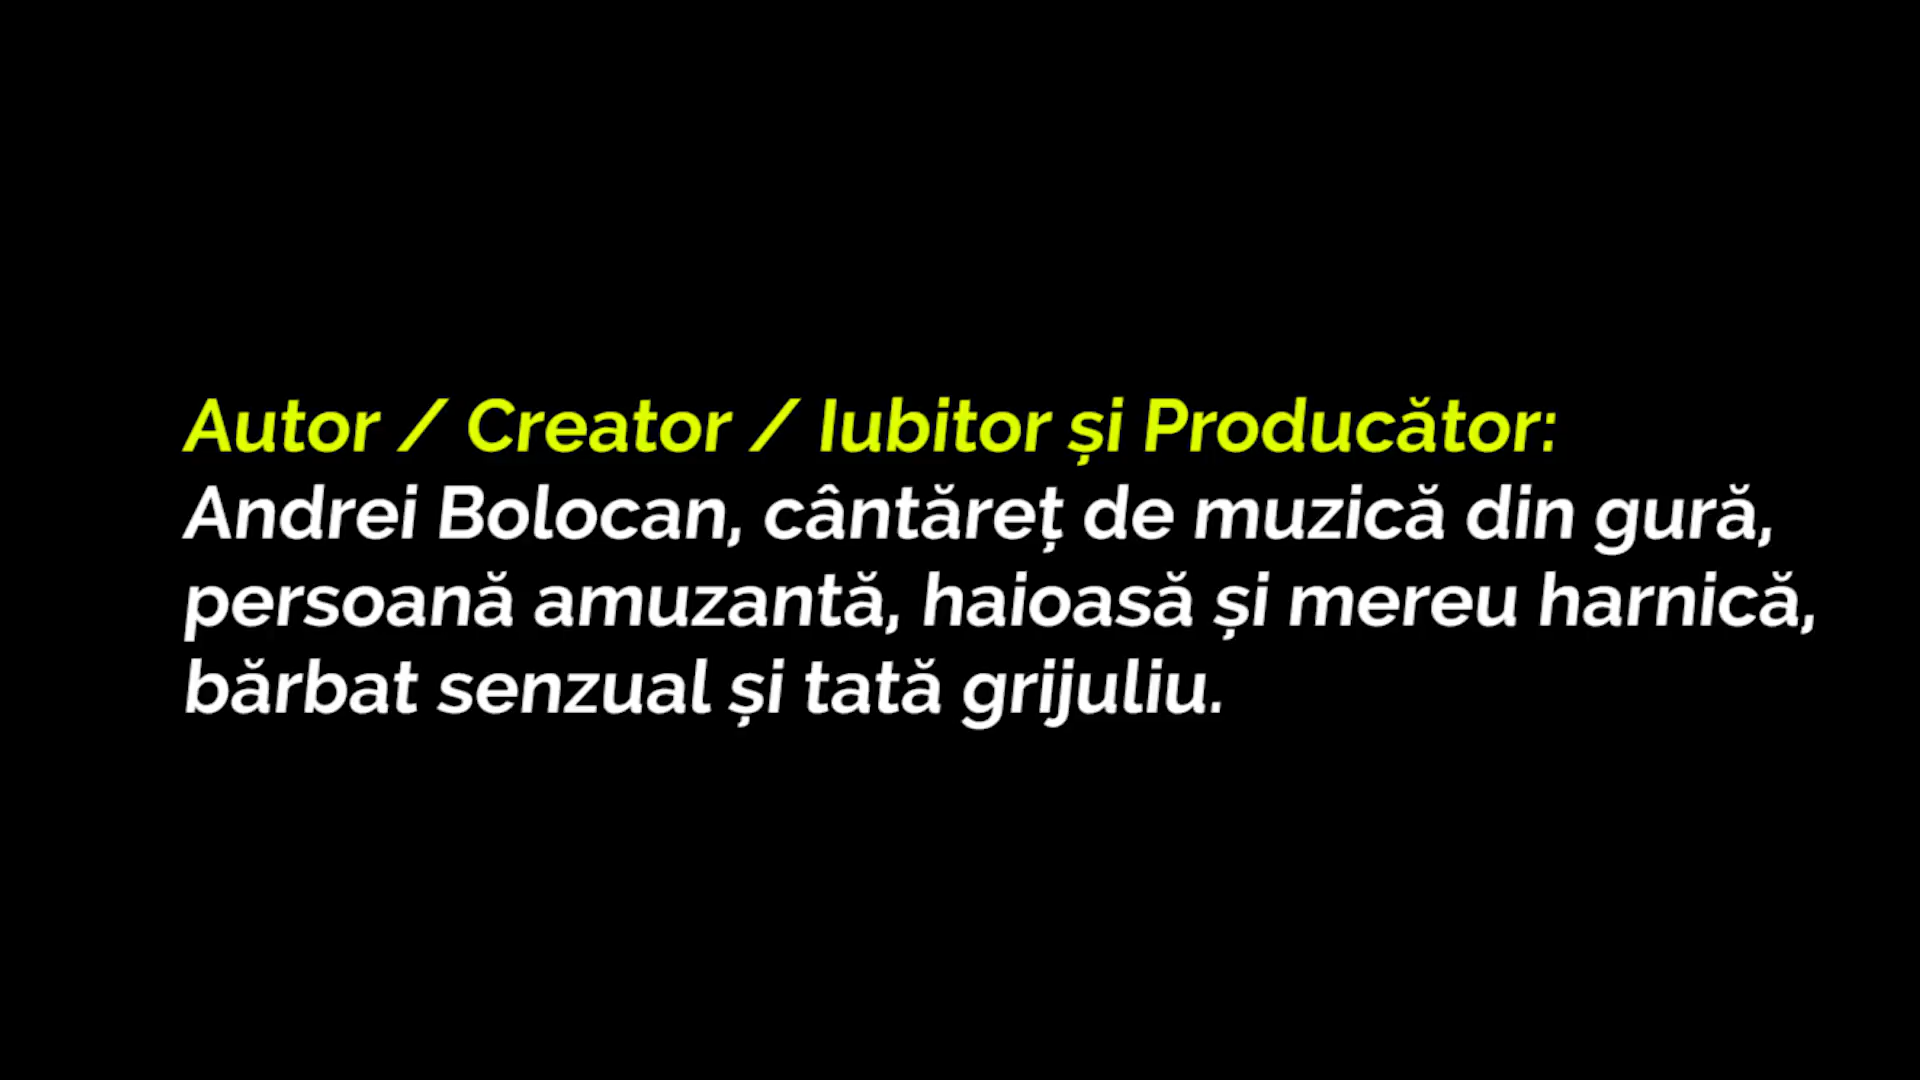 Autor / Creator / Iubitor și Producător:
Andrei Bolocan, cântăreț de muzică din gură,
persoană amuzantă, haioasă și mereu harnică,
bărbat senzual și tată grijuliu.